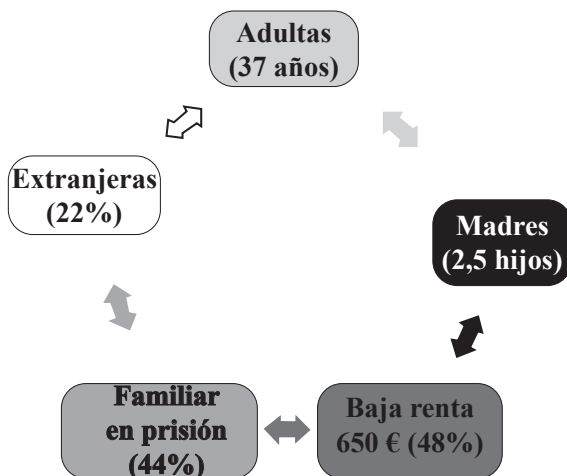 Adultas
(37 años)
Extranjeras
(22%)
Madres
(2,5 hijos)
Familiar
en prisión
(44%)
Baja renta
650 € (48%)